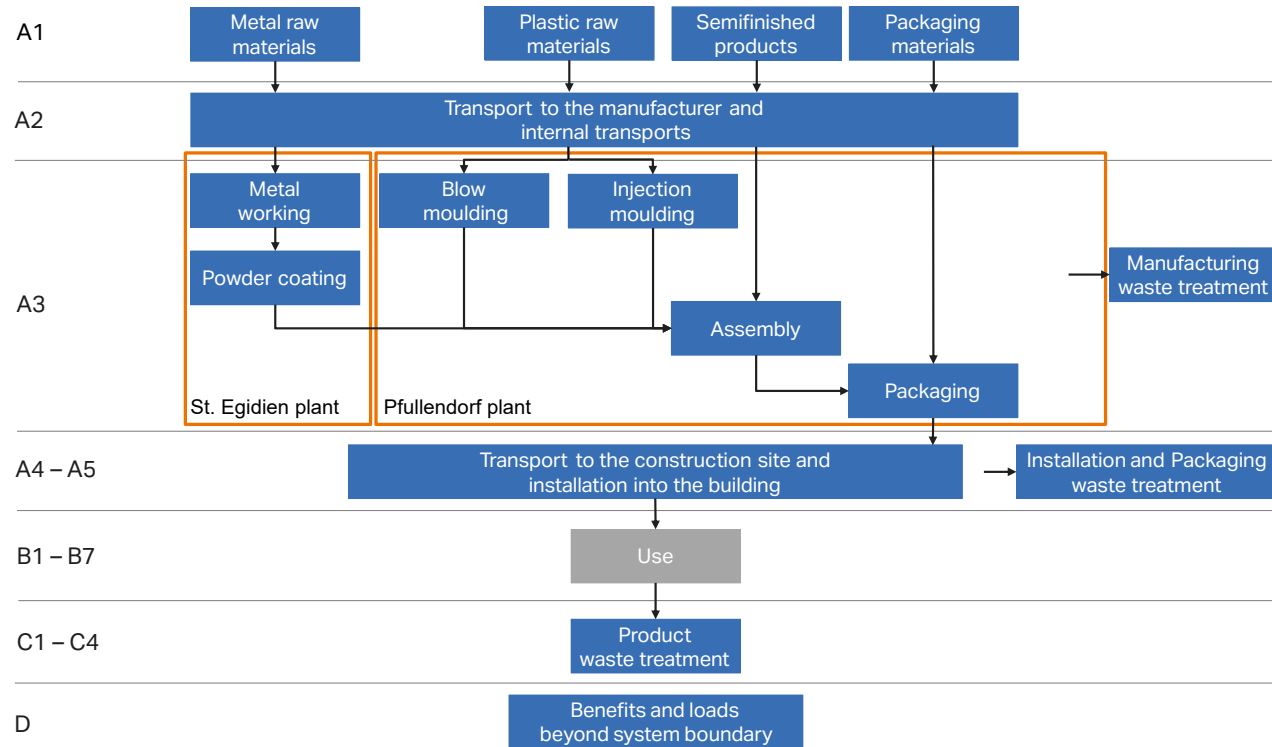 A1
Metal raw
materials
Plastic raw
materials
Semifinished
products
Packaging
materials
A2
Transport to the manufacturer and
internal transports
A3
Metal
working
Blow
moulding
Injection
moulding
Powder coating
Manufacturing
waste treatment
Assembly
Packaging
St. Egidien plant
Pfullendorf plant
A4 – A5
Transport to the construction site and
installation into the building
Installation and Packaging
waste treatment
B1 – B7
Use
C1 – C4
Product
waste treatment
D
Benefits and loads
beyond system boundary